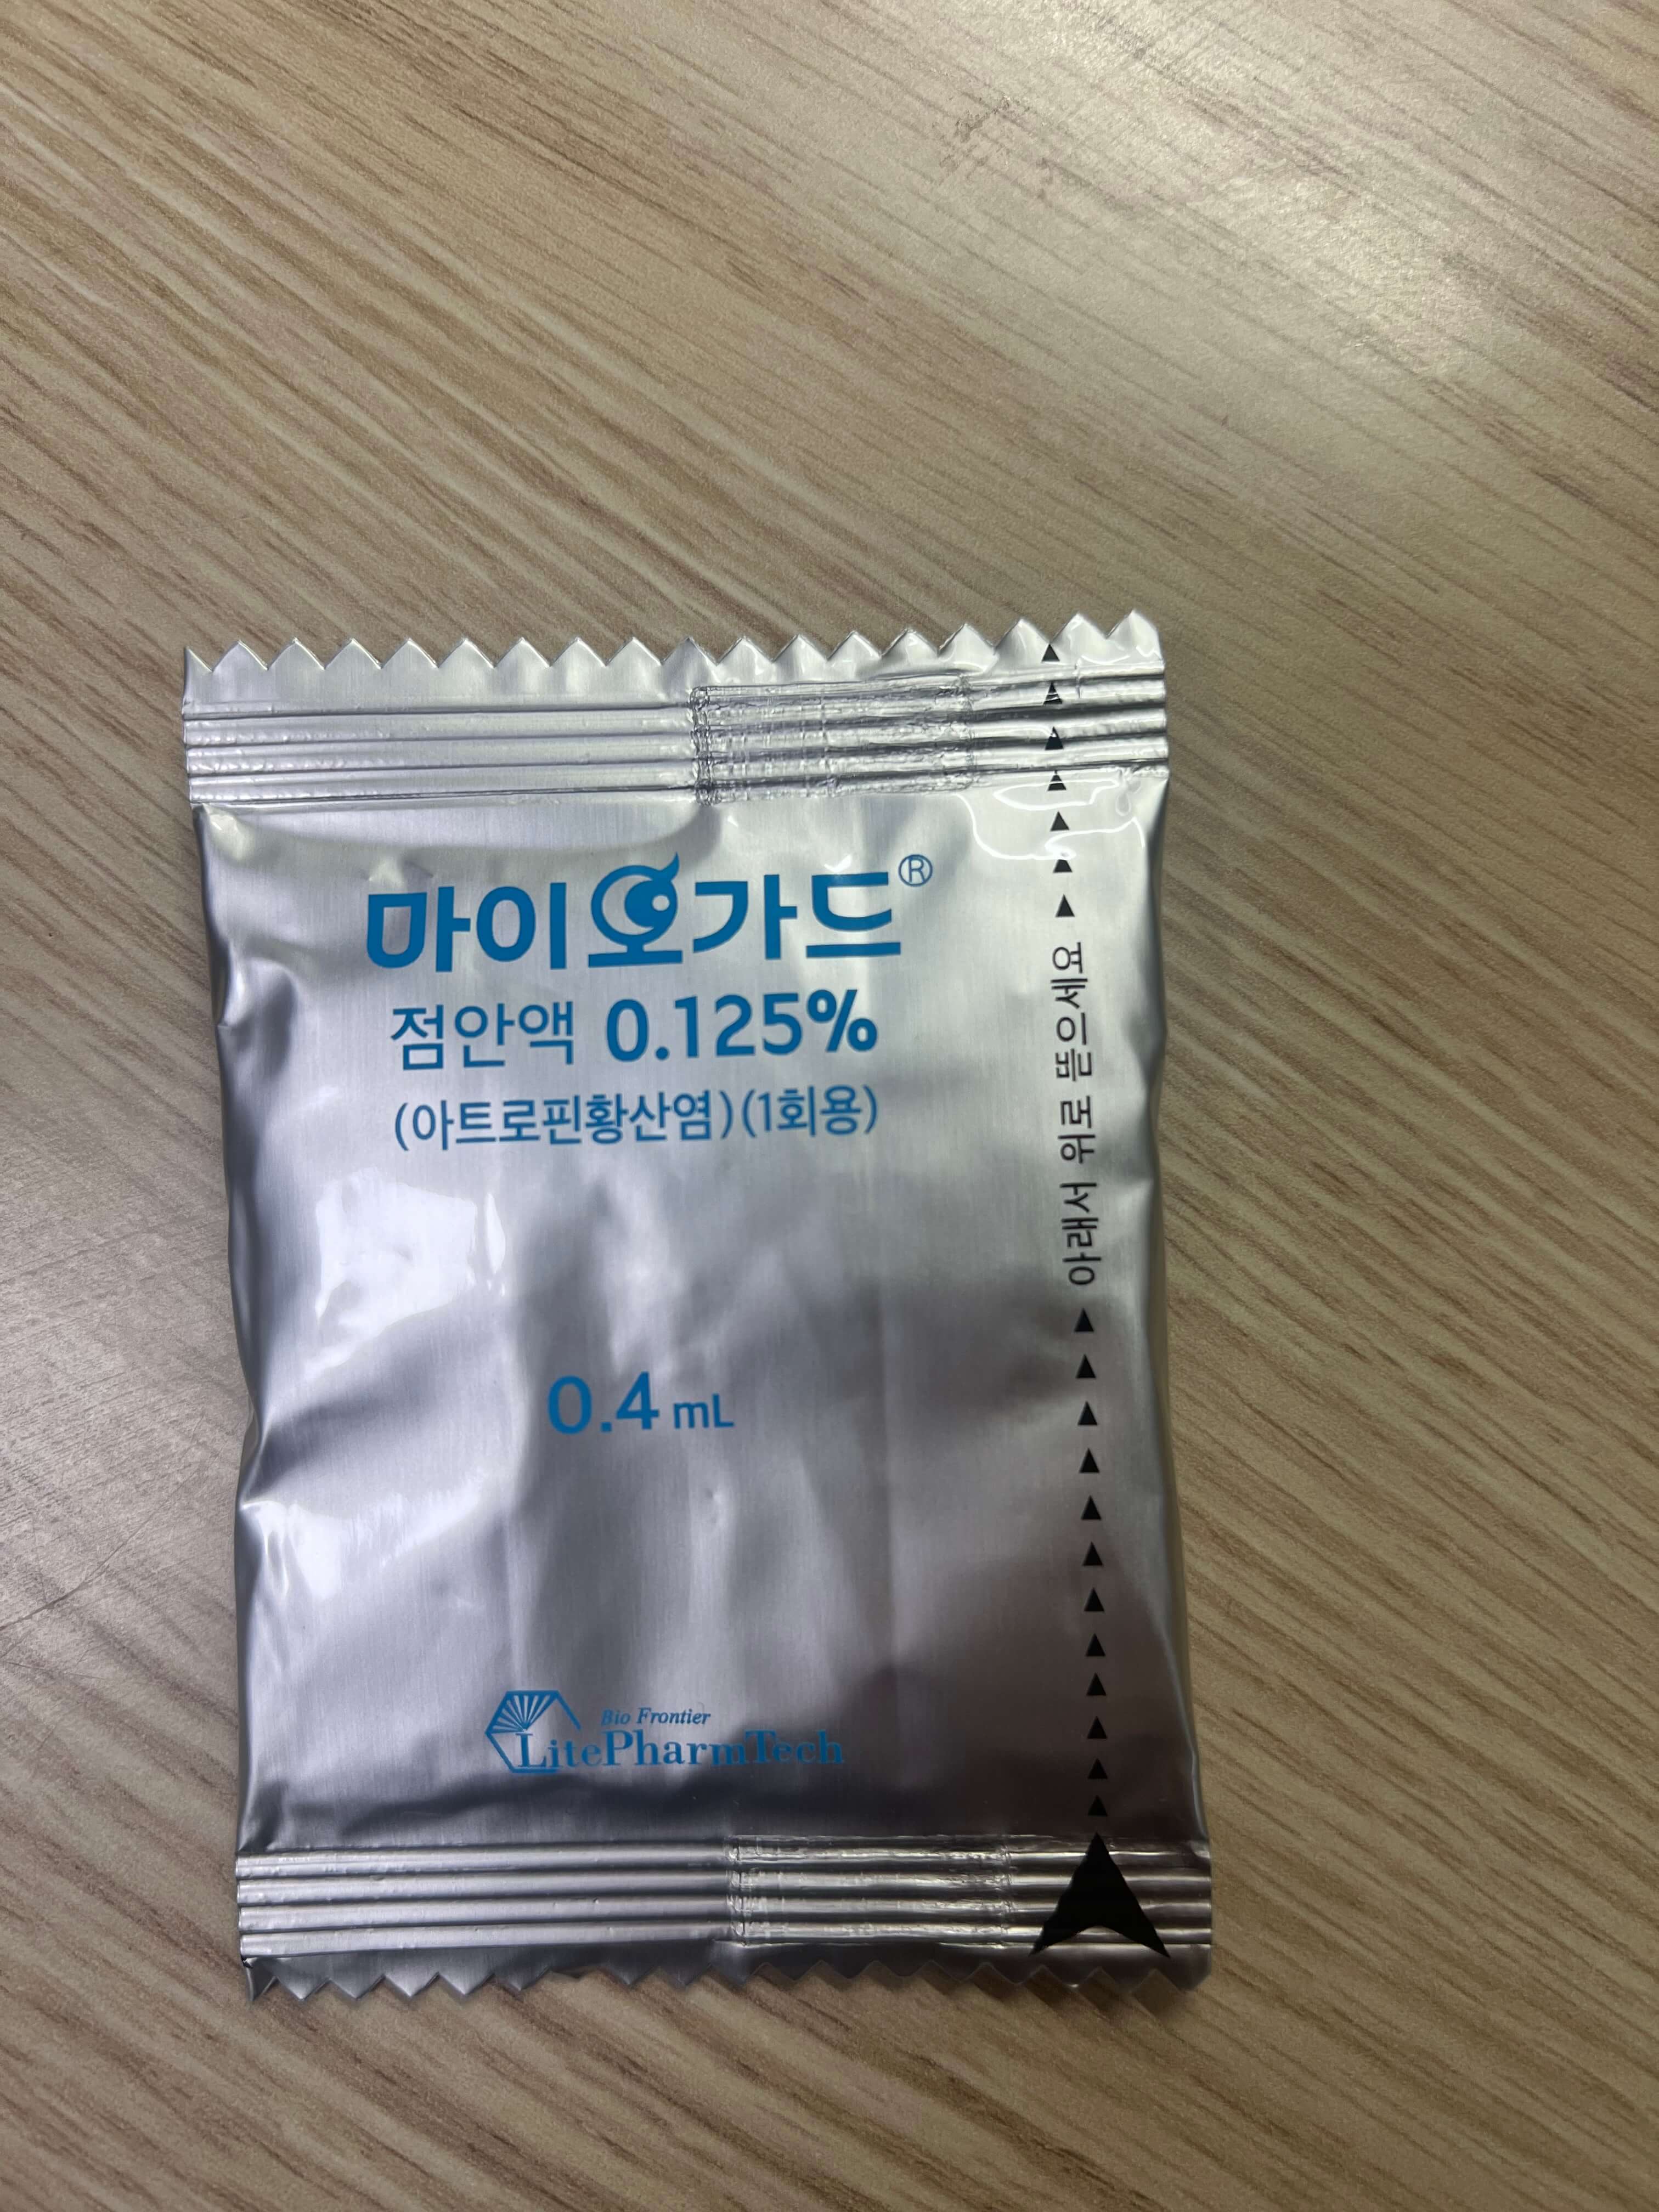 마이오가드®
점안액 0.125%
(아트로핀황산염)(1회용)
0.4 mL
Bio Frontier
LitePharmTech
▲ 아래서 위로 뜯으세요 ▲